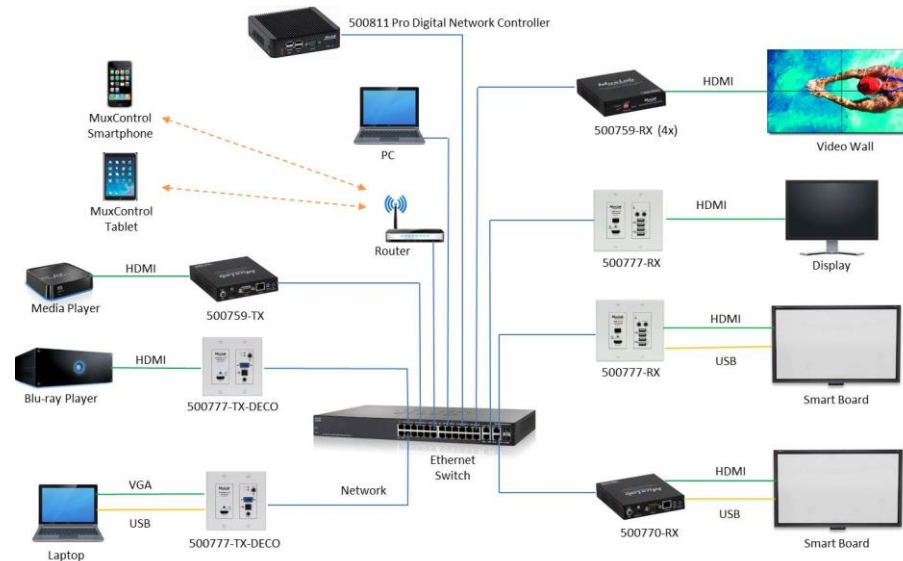 500811 Pro Digital Network Controller
MuxControl
Smartphone
PC
500759-RX (4x)
HDMI
Video Wall
MuxControl
Tablet
Router
500777-RX
HDMI
Display
HDMI
Media Player
500759-TX
500777-RX
HDMI
USB
Smart Board
HDMI
Blu-ray Player
500777-TX-DECO
Ethernet
Switch
Network
VGA
USB
Laptop
500777-TX-DECO
500770-RX
HDMI
USB
Smart Board